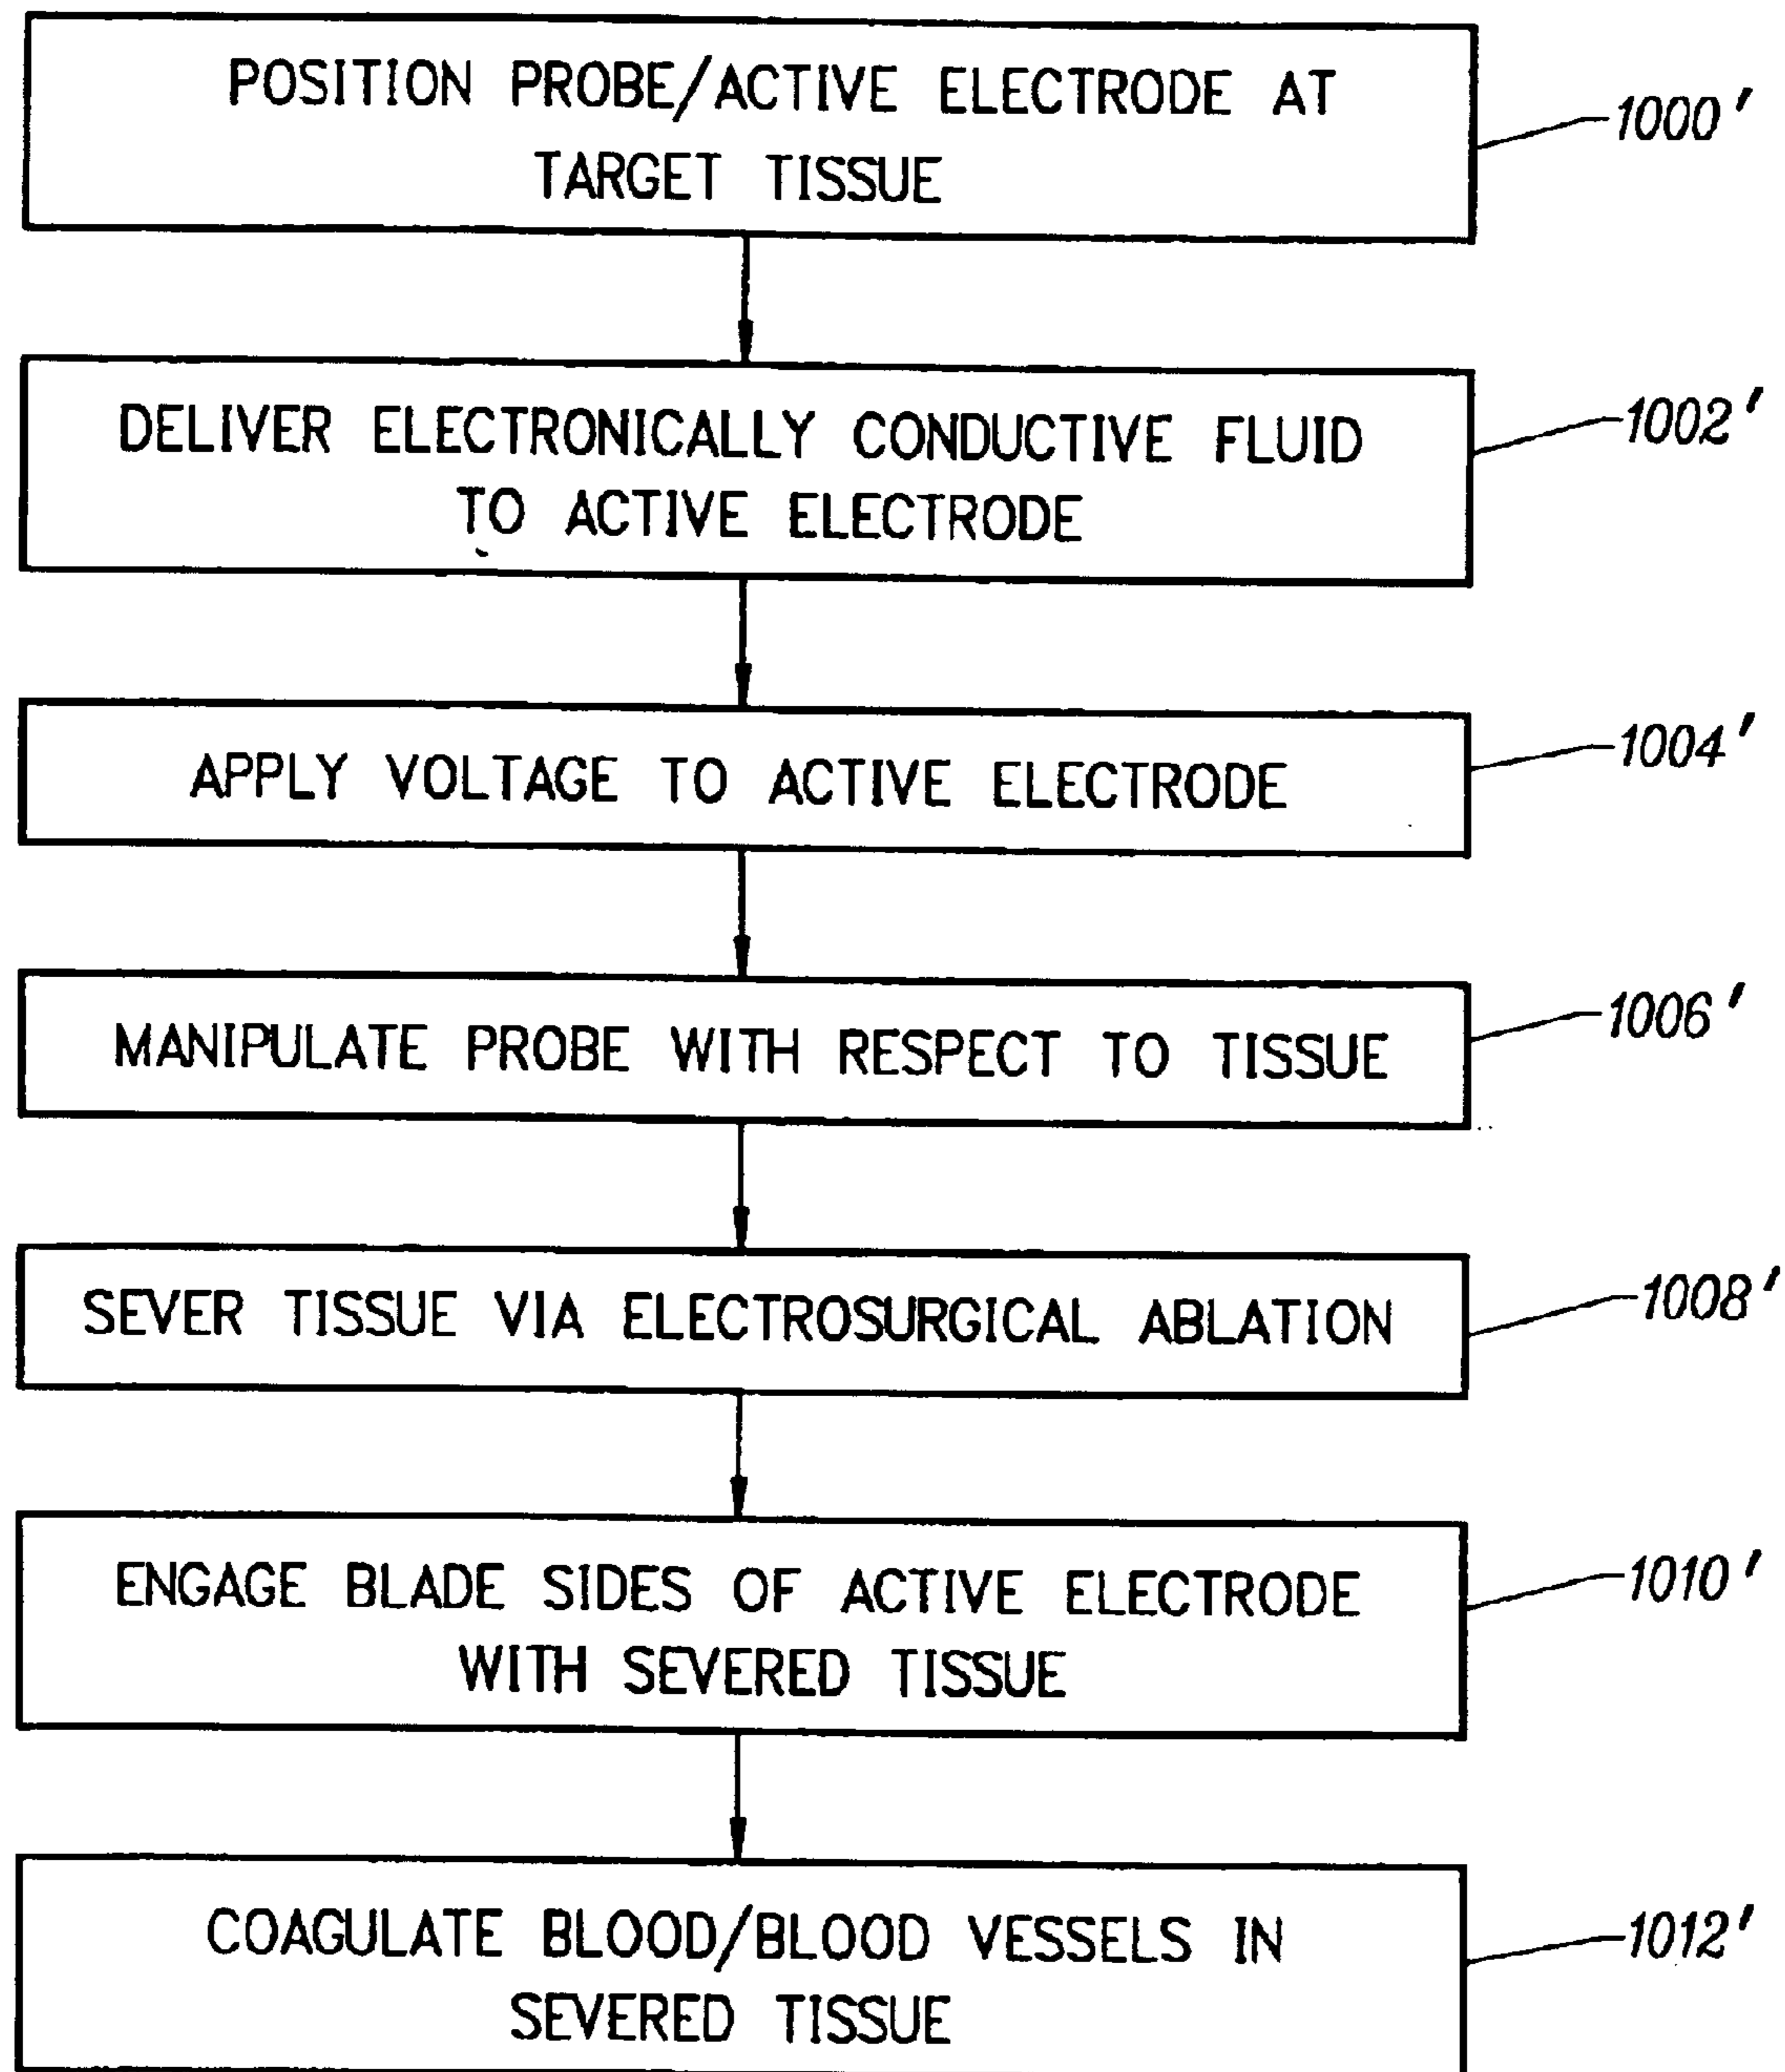 POSITION PROBE/ACTIVE ELECTRODE AT
TARGET TISSUE
1000'
DELIVER ELECTRONICALLY CONDUCTIVE FLUID
TO ACTIVE ELECTRODE
1002'
APPLY VOLTAGE TO ACTIVE ELECTRODE
1004'
MANIPULATE PROBE WITH RESPECT TO TISSUE
1006'
SEVER TISSUE VIA ELECTROSURGICAL ABLATION
1008'
ENGAGE BLADE SIDES OF ACTIVE ELECTRODE
WITH SEVERED TISSUE
1010'
COAGULATE BLOOD/BLOOD VESSELS IN
SEVERED TISSUE
1012'